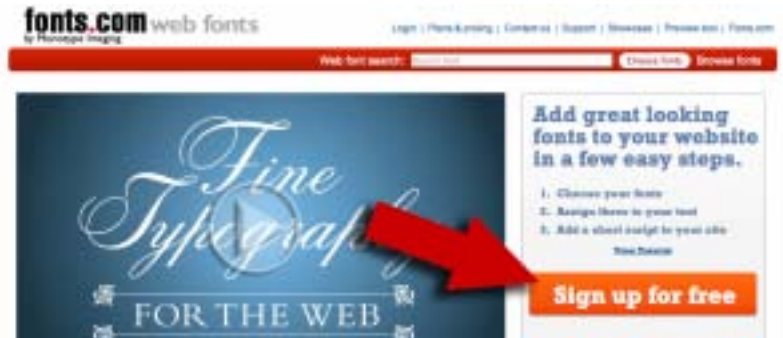 fonts.com web fonts
by Monotype Imaging
Login | Plans & pricing | Contact us | Support | Showcase | Preview tool | Fonts.com
Web font search: Choose fonts Browse fonts
Fine
Typography
FOR THE WEB
Add great looking
fonts to your website
in a few easy steps.
1. Choose your fonts
2. Assign them to your text
3. Add a short script to your site
Sign up for free